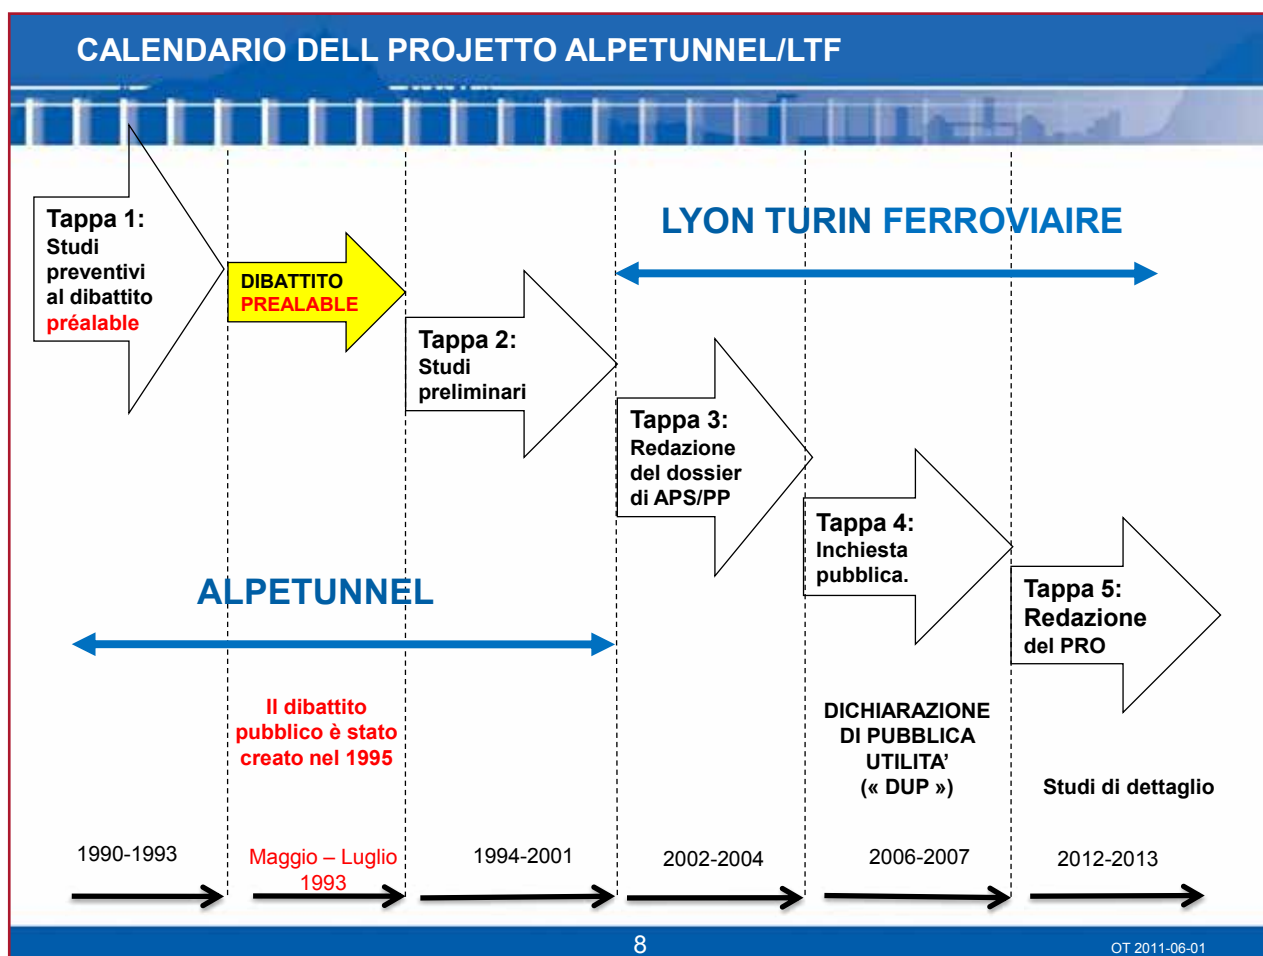 CALENDARIO DELL PROJETTO ALPETUNNEL/LTF
Tappa 1:
Studi
preventivi
al dibattito
préalable
DIBATTITO
PREALABLE
Tappa 2:
Studi
preliminari
LYON TURIN FERROVIAIRE
Tappa 3:
Redazione
del dossier
di APS/PP
Tappa 4:
Inchiesta
pubblica.
Tappa 5:
Redazione
del PRO
ALPETUNNEL
Il dibattito
pubblico è stato
creato nel 1995
DICHIARAZIONE
DI PUBBLICA
UTILITA’
(« DUP »)
Studi di dettaglio
1990-1993
Maggio – Luglio
1993
1994-2001
2002-2004
2006-2007
2012-2013
8
OT 2011-06-01